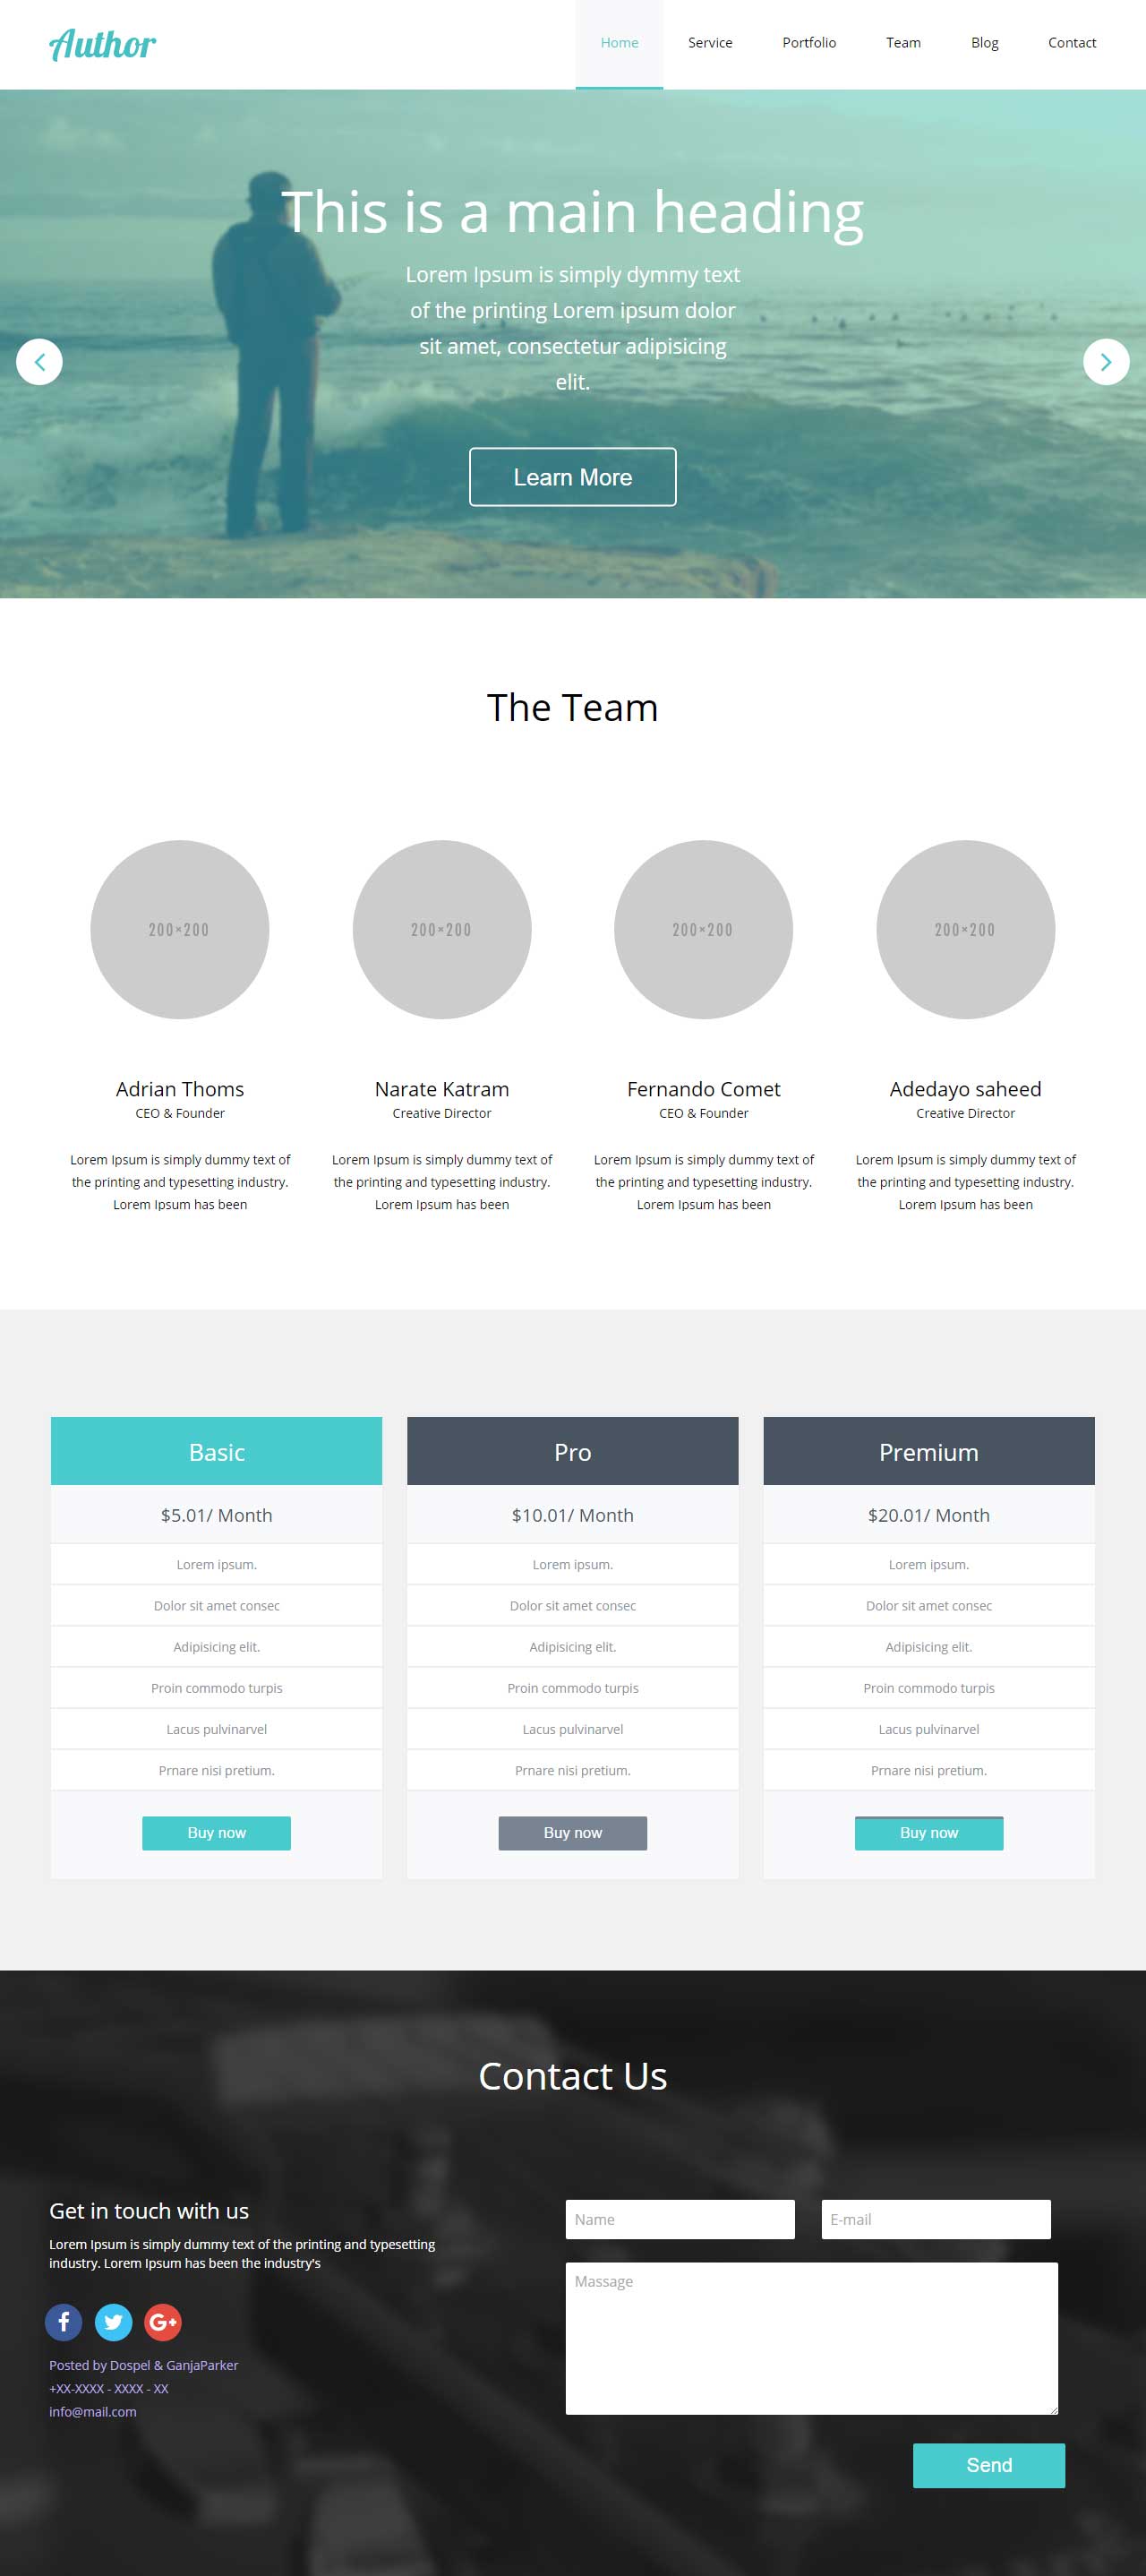 Author
Home
Service
Portfolio
Team
Blog
Contact
This is a main heading
Lorem Ipsum is simply dymmy text
of the printing Lorem ipsum dolor
sit amet, consectetur adipisicing
elit.
Learn More
The Team
200×200
200×200
200×200
200×200
Adrian Thoms
CEO & Founder
Lorem Ipsum is simply dummy text of
the printing and typesetting industry.
Lorem Ipsum has been
Narate Katram
Creative Director
Lorem Ipsum is simply dummy text of
the printing and typesetting industry.
Lorem Ipsum has been
Fernando Comet
CEO & Founder
Lorem Ipsum is simply dummy text of
the printing and typesetting industry.
Lorem Ipsum has been
Adedayo saheed
Creative Director
Lorem Ipsum is simply dummy text of
the printing and typesetting industry.
Lorem Ipsum has been
Basic
$5.01/ Month
Lorem ipsum.
Dolor sit amet consec
Adipisicing elit.
Proin commodo turpis
Lacus pulvinarvel
Prnare nisi pretium.
Buy now
Pro
$10.01/ Month
Lorem ipsum.
Dolor sit amet consec
Adipisicing elit.
Proin commodo turpis
Lacus pulvinarvel
Prnare nisi pretium.
Buy now
Premium
$20.01/ Month
Lorem ipsum.
Dolor sit amet consec
Adipisicing elit.
Proin commodo turpis
Lacus pulvinarvel
Prnare nisi pretium.
Buy now
Contact Us
Get in touch with us
Lorem Ipsum is simply dummy text of the printing and typesetting
industry. Lorem Ipsum has been the industry's
f
G+
Posted by Dospel & GanjaParker
+XX-XXXX - XXXX - XX
info@mail.com
Name
E-mail
Massage
Send